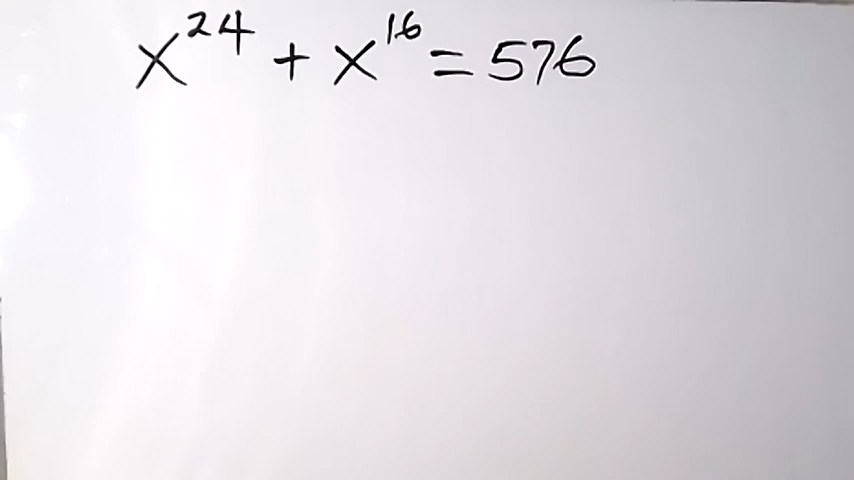 x²⁴ + x¹⁶ = 576